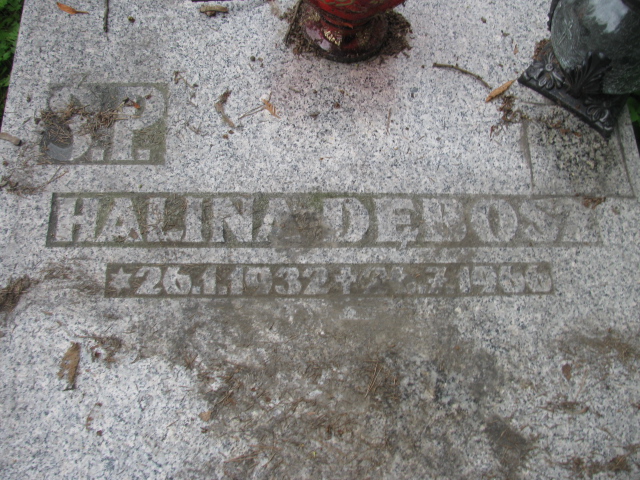 Ś.P.
HALINA DĘBOSZ
★26.1.1932